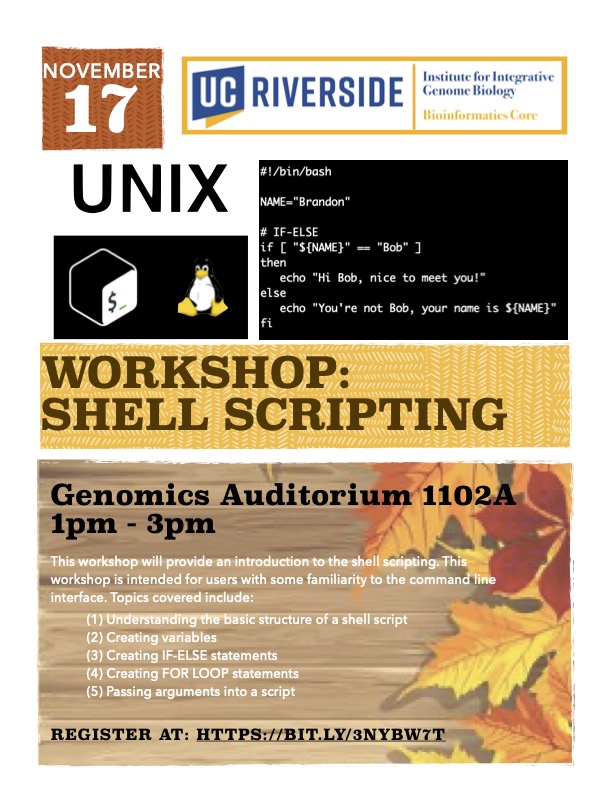 NOVEMBER
17
UC RIVERSIDE
Institute for Integrative
Genome Biology
Bioinformatics Core
UNIX
$_
#!/bin/bash
NAME="Brandon"
# IF-ELSE
if [ "${NAME}" == "Bob" ]
then
echo "Hi Bob, nice to meet you!"
else
echo "You're not Bob, your name is ${NAME}"
fi
WORKSHOP:
SHELL SCRIPTING
Genomics Auditorium 1102A
1pm - 3pm
This workshop will provide an introduction to the shell scripting. This
workshop is intended for users with some familiarity to the command line
interface. Topics covered include:
(1) Understanding the basic structure of a shell script
(2) Creating variables
(3) Creating IF-ELSE statements
(4) Creating FOR LOOP statements
(5) Passing arguments into a script
REGISTER AT: HTTPS://BIT.LY/3NYBW7T